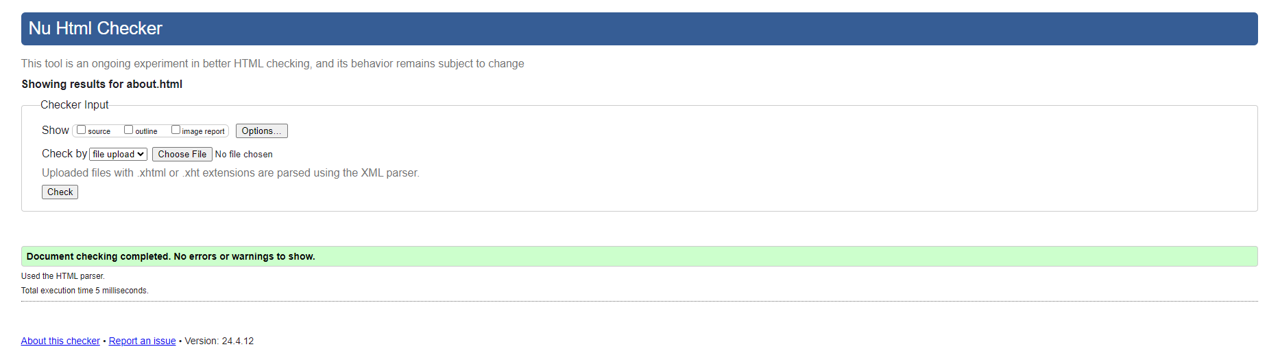 Nu Html Checker
This tool is an ongoing experiment in better HTML checking, and its behavior remains subject to change
Showing results for about.html
Checker Input
Show source outline image report Options...
Check by file upload Choose File No file chosen
Uploaded files with .xhtml or .xht extensions are parsed using the XML parser.
Check
Document checking completed. No errors or warnings to show.
Used the HTML parser.
Total execution time 5 milliseconds.
About this checker • Report an issue • Version: 24.4.12